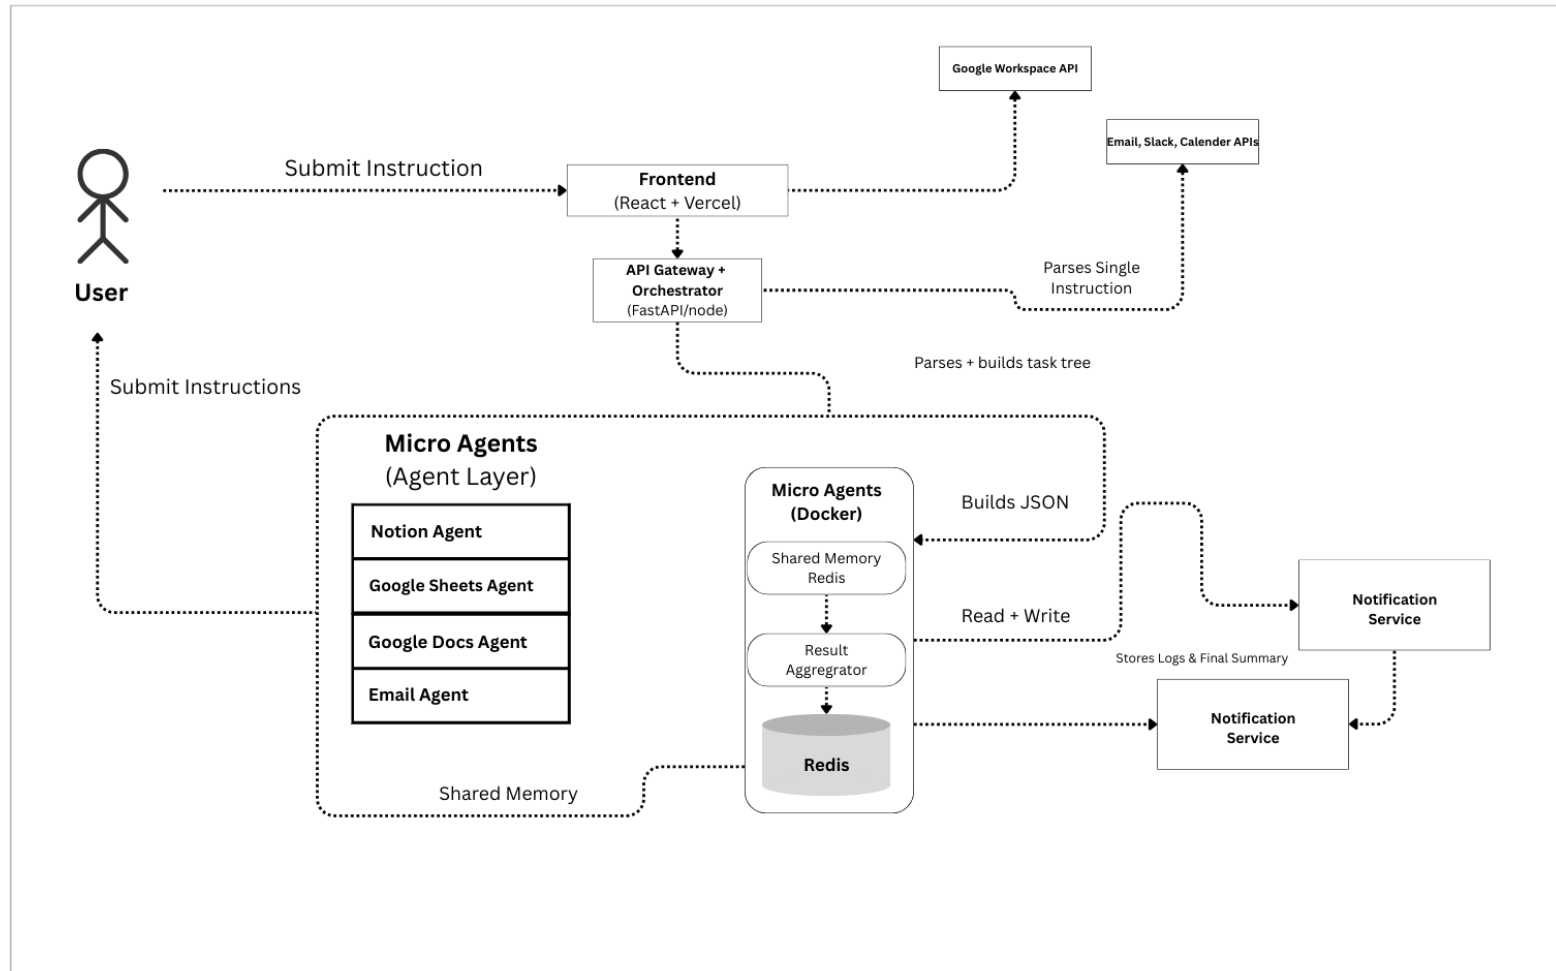 Google Workspace API
Email, Slack, Calender APIs
Submit Instruction
Frontend
(React + Vercel)
User
API Gateway +
Orchestrator
(FastAPI/node)
Parses Single
Instruction
Parses + builds task tree
Submit Instructions
Micro Agents
(Agent Layer)
Notion Agent
Google Sheets Agent
Google Docs Agent
Email Agent
Shared Memory
Micro Agents
(Docker)
Shared Memory
Redis
Result
Aggregrator
Redis
Builds JSON
Read + Write
Notification
Service
Stores Logs & Final Summary
Notification
Service